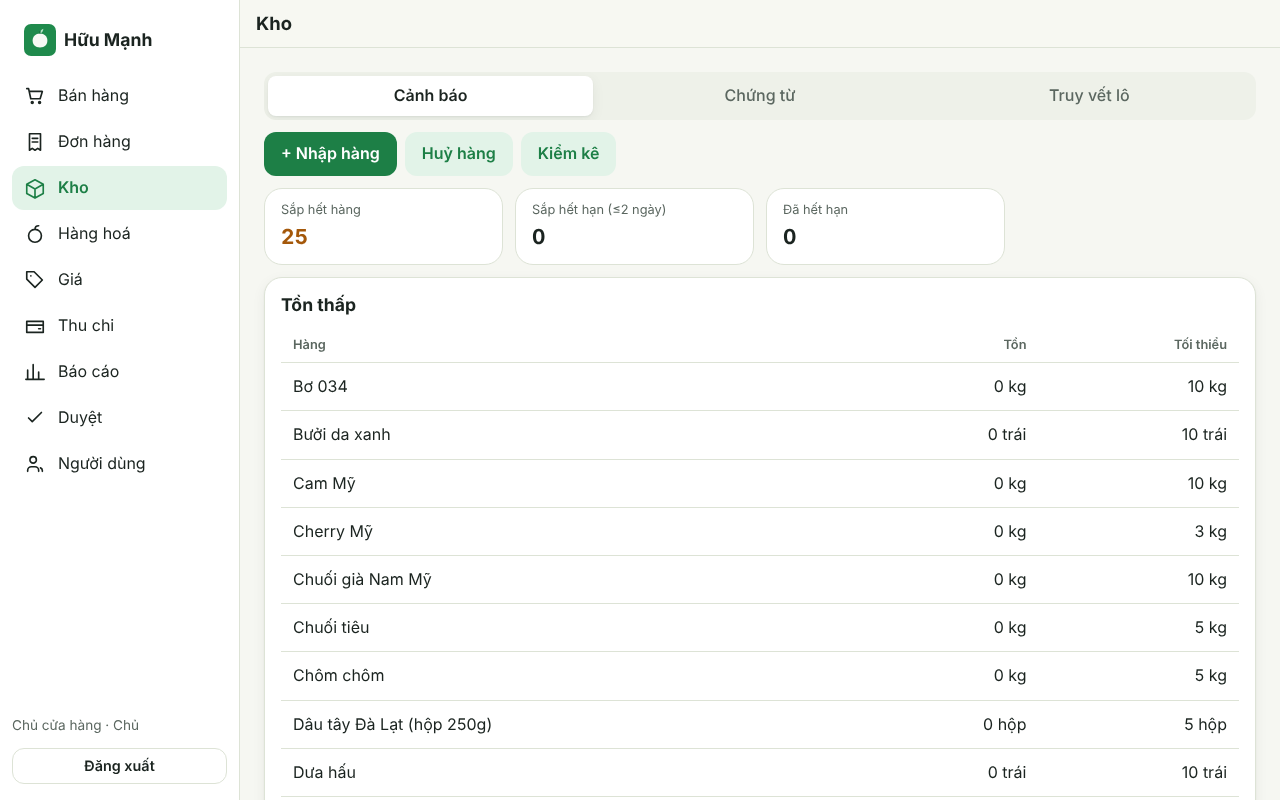 Hữu Mạnh
Bán hàng
Đơn hàng
Kho
Hàng hoá
Giá
Thu chi
Báo cáo
Duyệt
Người dùng
Chủ cửa hàng · Chủ
Đăng xuất
Kho
Cảnh báo Chứng từ Truy vết lô
+ Nhập hàng Huỷ hàng Kiểm kê
Sắp hết hàng Sắp hết hạn (≤2 ngày) Đã hết hạn
25 0 0
Tồn thấp
Hàng Tồn Tối thiểu
Bơ 034 0 kg 10 kg
Bưởi da xanh 0 trái 10 trái
Cam Mỹ 0 kg 10 kg
Cherry Mỹ 0 kg 3 kg
Chuối già Nam Mỹ 0 kg 10 kg
Chuối tiêu 0 kg 5 kg
Chôm chôm 0 kg 5 kg
Dâu tây Đà Lạt (hộp 250g) 0 hộp 5 hộp
Dưa hấu 0 trái 10 trái